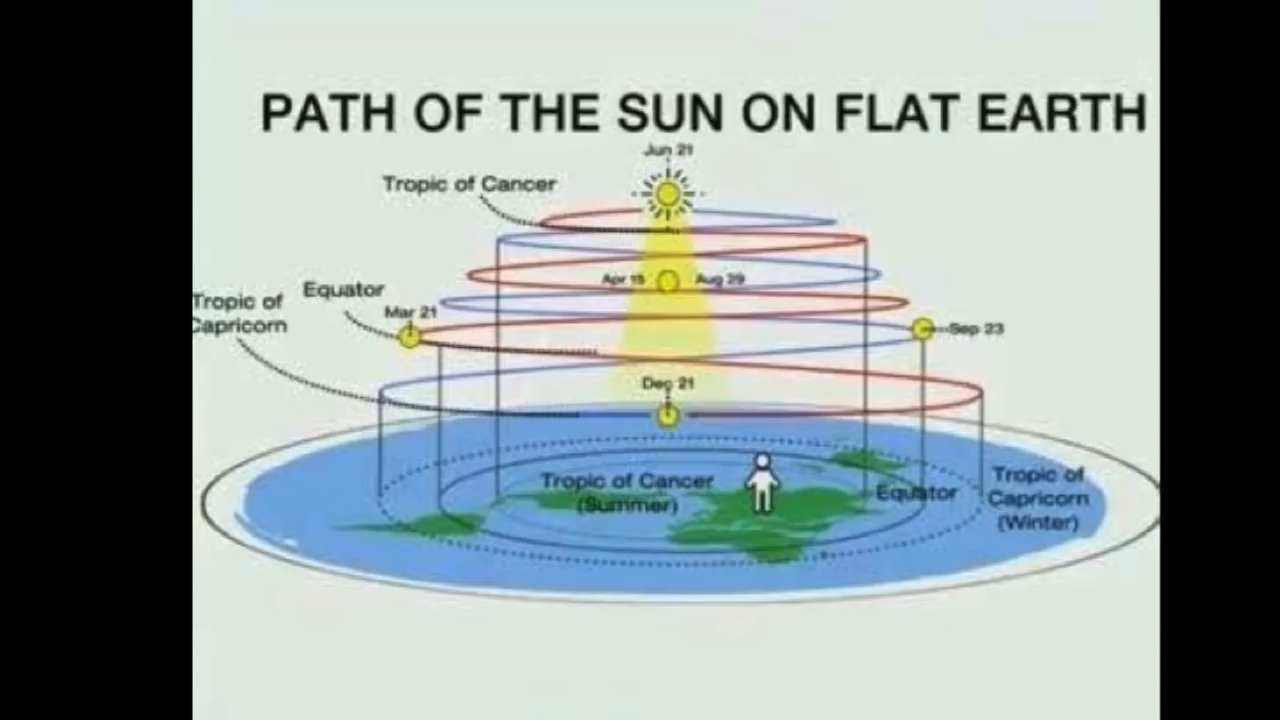 PATH OF THE SUN ON FLAT EARTH
Jun 21
Tropic of Cancer
Apr 15
Aug 29
Equator
Tropic of
Capricorn
Mar 21
Sep 23
Dec 21
Tropic of Cancer
(Summer)
Equator
Tropic of
Capricorn
(Winter)